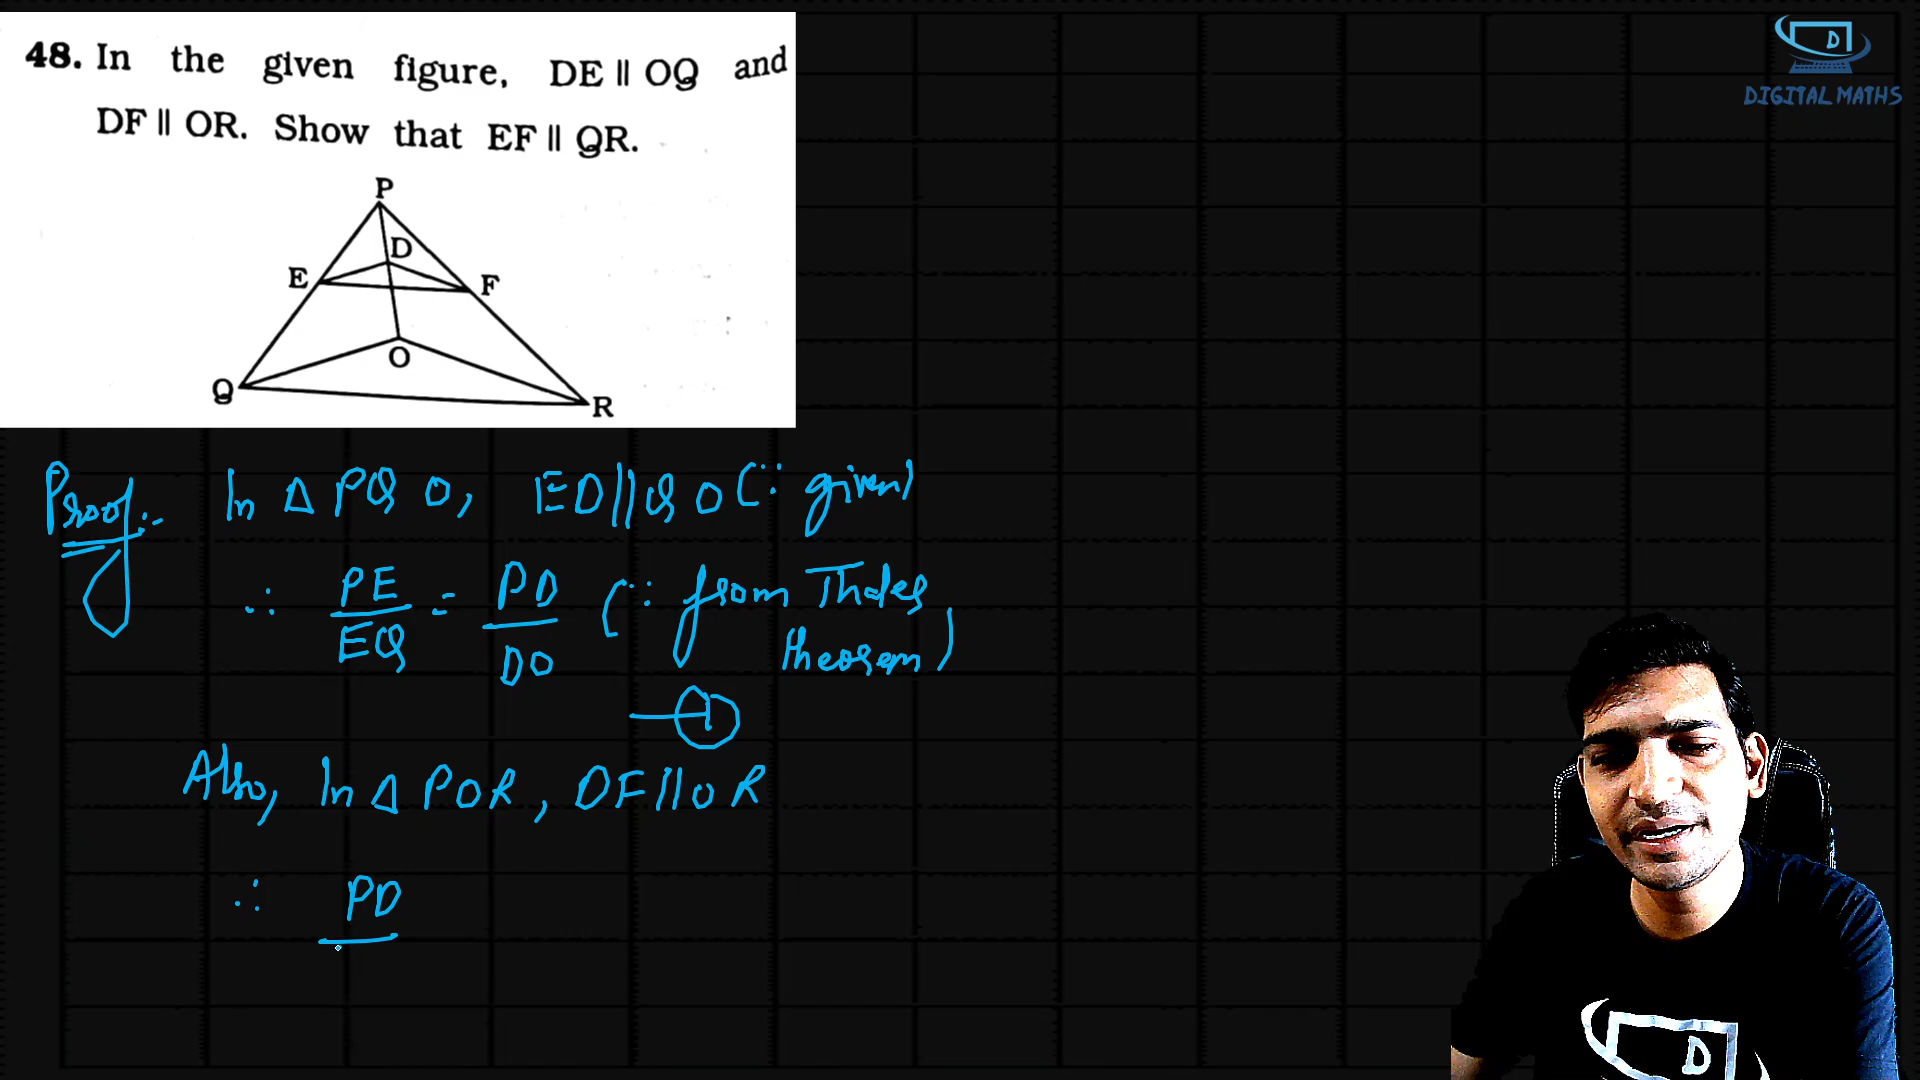 48. In the given figure, DE || OQ and
DF || OR. Show that EF || QR.
P
D
E
F
O
Q
R
DIGITAL MATHS
D
Proof:- In Δ PQO, ED||QO (∵ given)
∴ PE/EQ = PD/DO (∵ from Thales
theorem)
— ①
Also, In Δ POR, DF||OR
∴ PD
D